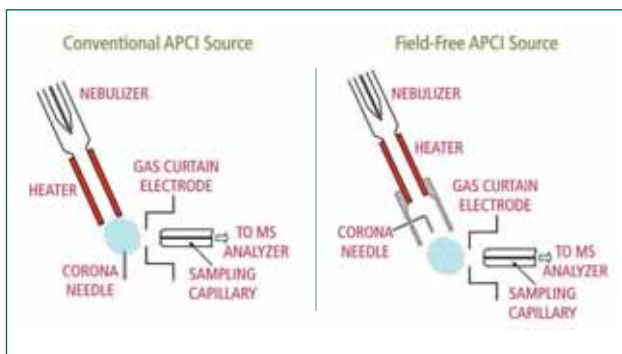 Conventional APCI Source
NEBULIZER
HEATER
GAS CURTAIN
ELECTRODE
TO MS
ANALYZER
CORONA
NEEDLE
SAMPLING
CAPILLARY
Field-Free APCI Source
NEBULIZER
HEATER
GAS CURTAIN
ELECTRODE
CORONA
NEEDLE
TO MS
ANALYZER
SAMPLING
CAPILLARY